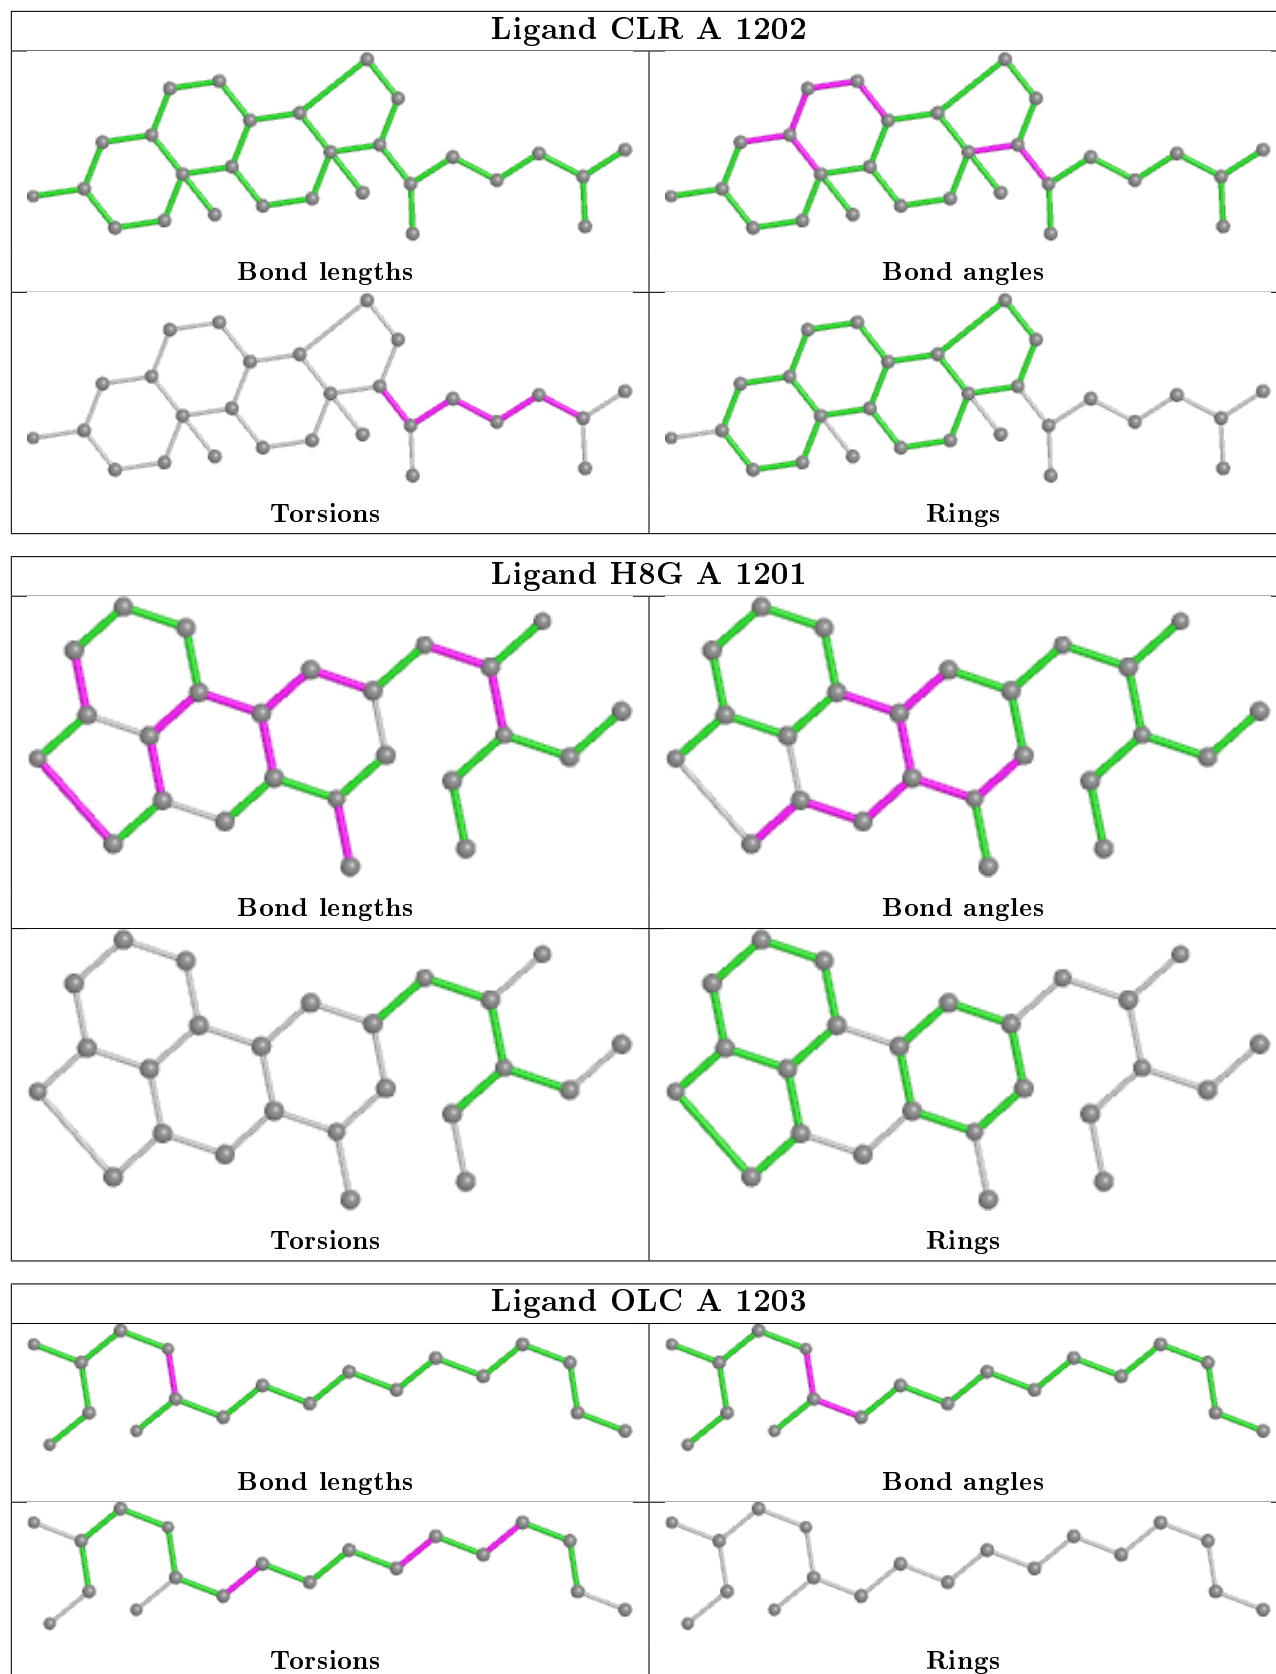 Ligand CLR A 1202
Bond lengths
Bond angles
Torsions
Rings
Ligand H8G A 1201
Bond lengths
Bond angles
Torsions
Rings
Ligand OLC A 1203
Bond lengths
Bond angles
Torsions
Rings